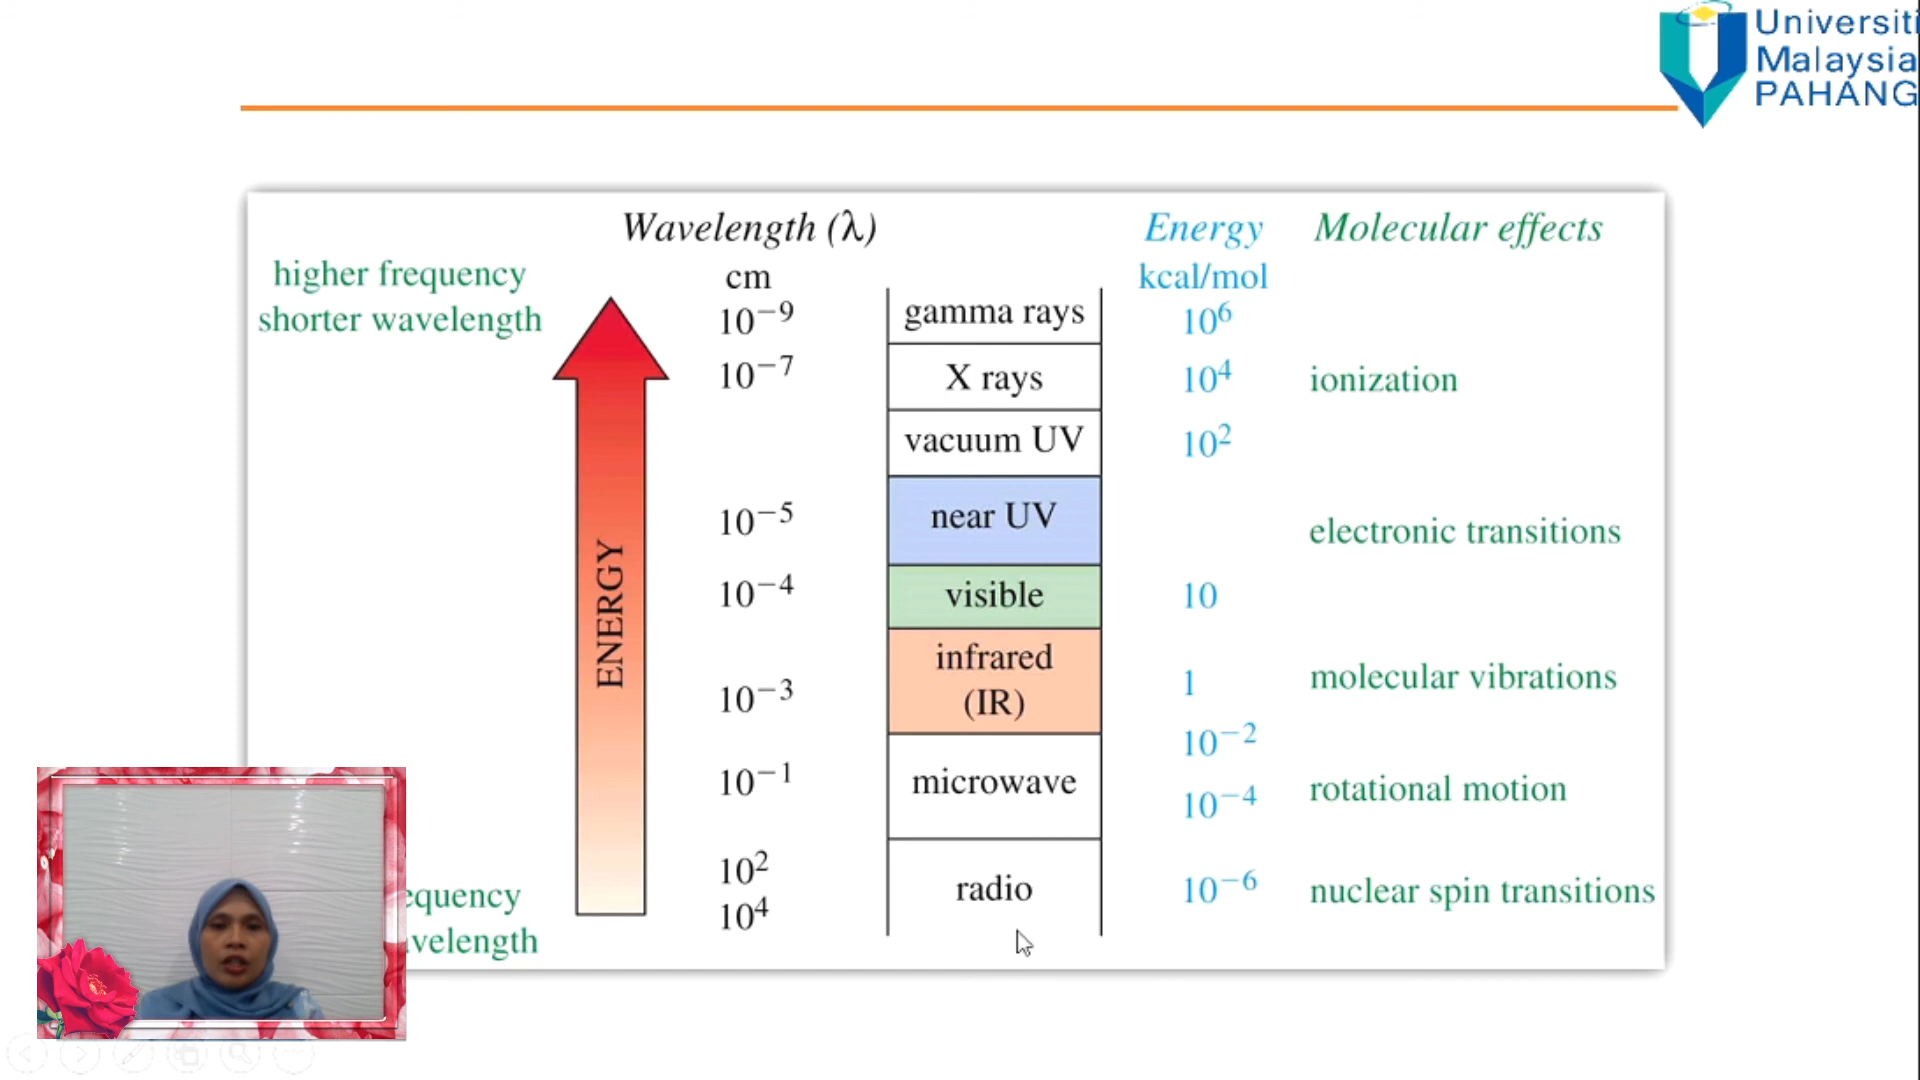 Universiti
Malaysia
PAHANG
Wavelength (λ)
Energy
Molecular effects
higher frequency
shorter wavelength
cm
kcal/mol
10⁻⁹
gamma rays
10⁶
10⁻⁷
X rays
10⁴
ionization
vacuum UV
10²
10⁻⁵
near UV
electronic transitions
10⁻⁴
visible
10
ENERGY
infrared
(IR)
10⁻³
1
molecular vibrations
10⁻²
10⁻¹
microwave
10⁻⁴
rotational motion
10²
radio
10⁻⁶
nuclear spin transitions
10⁴